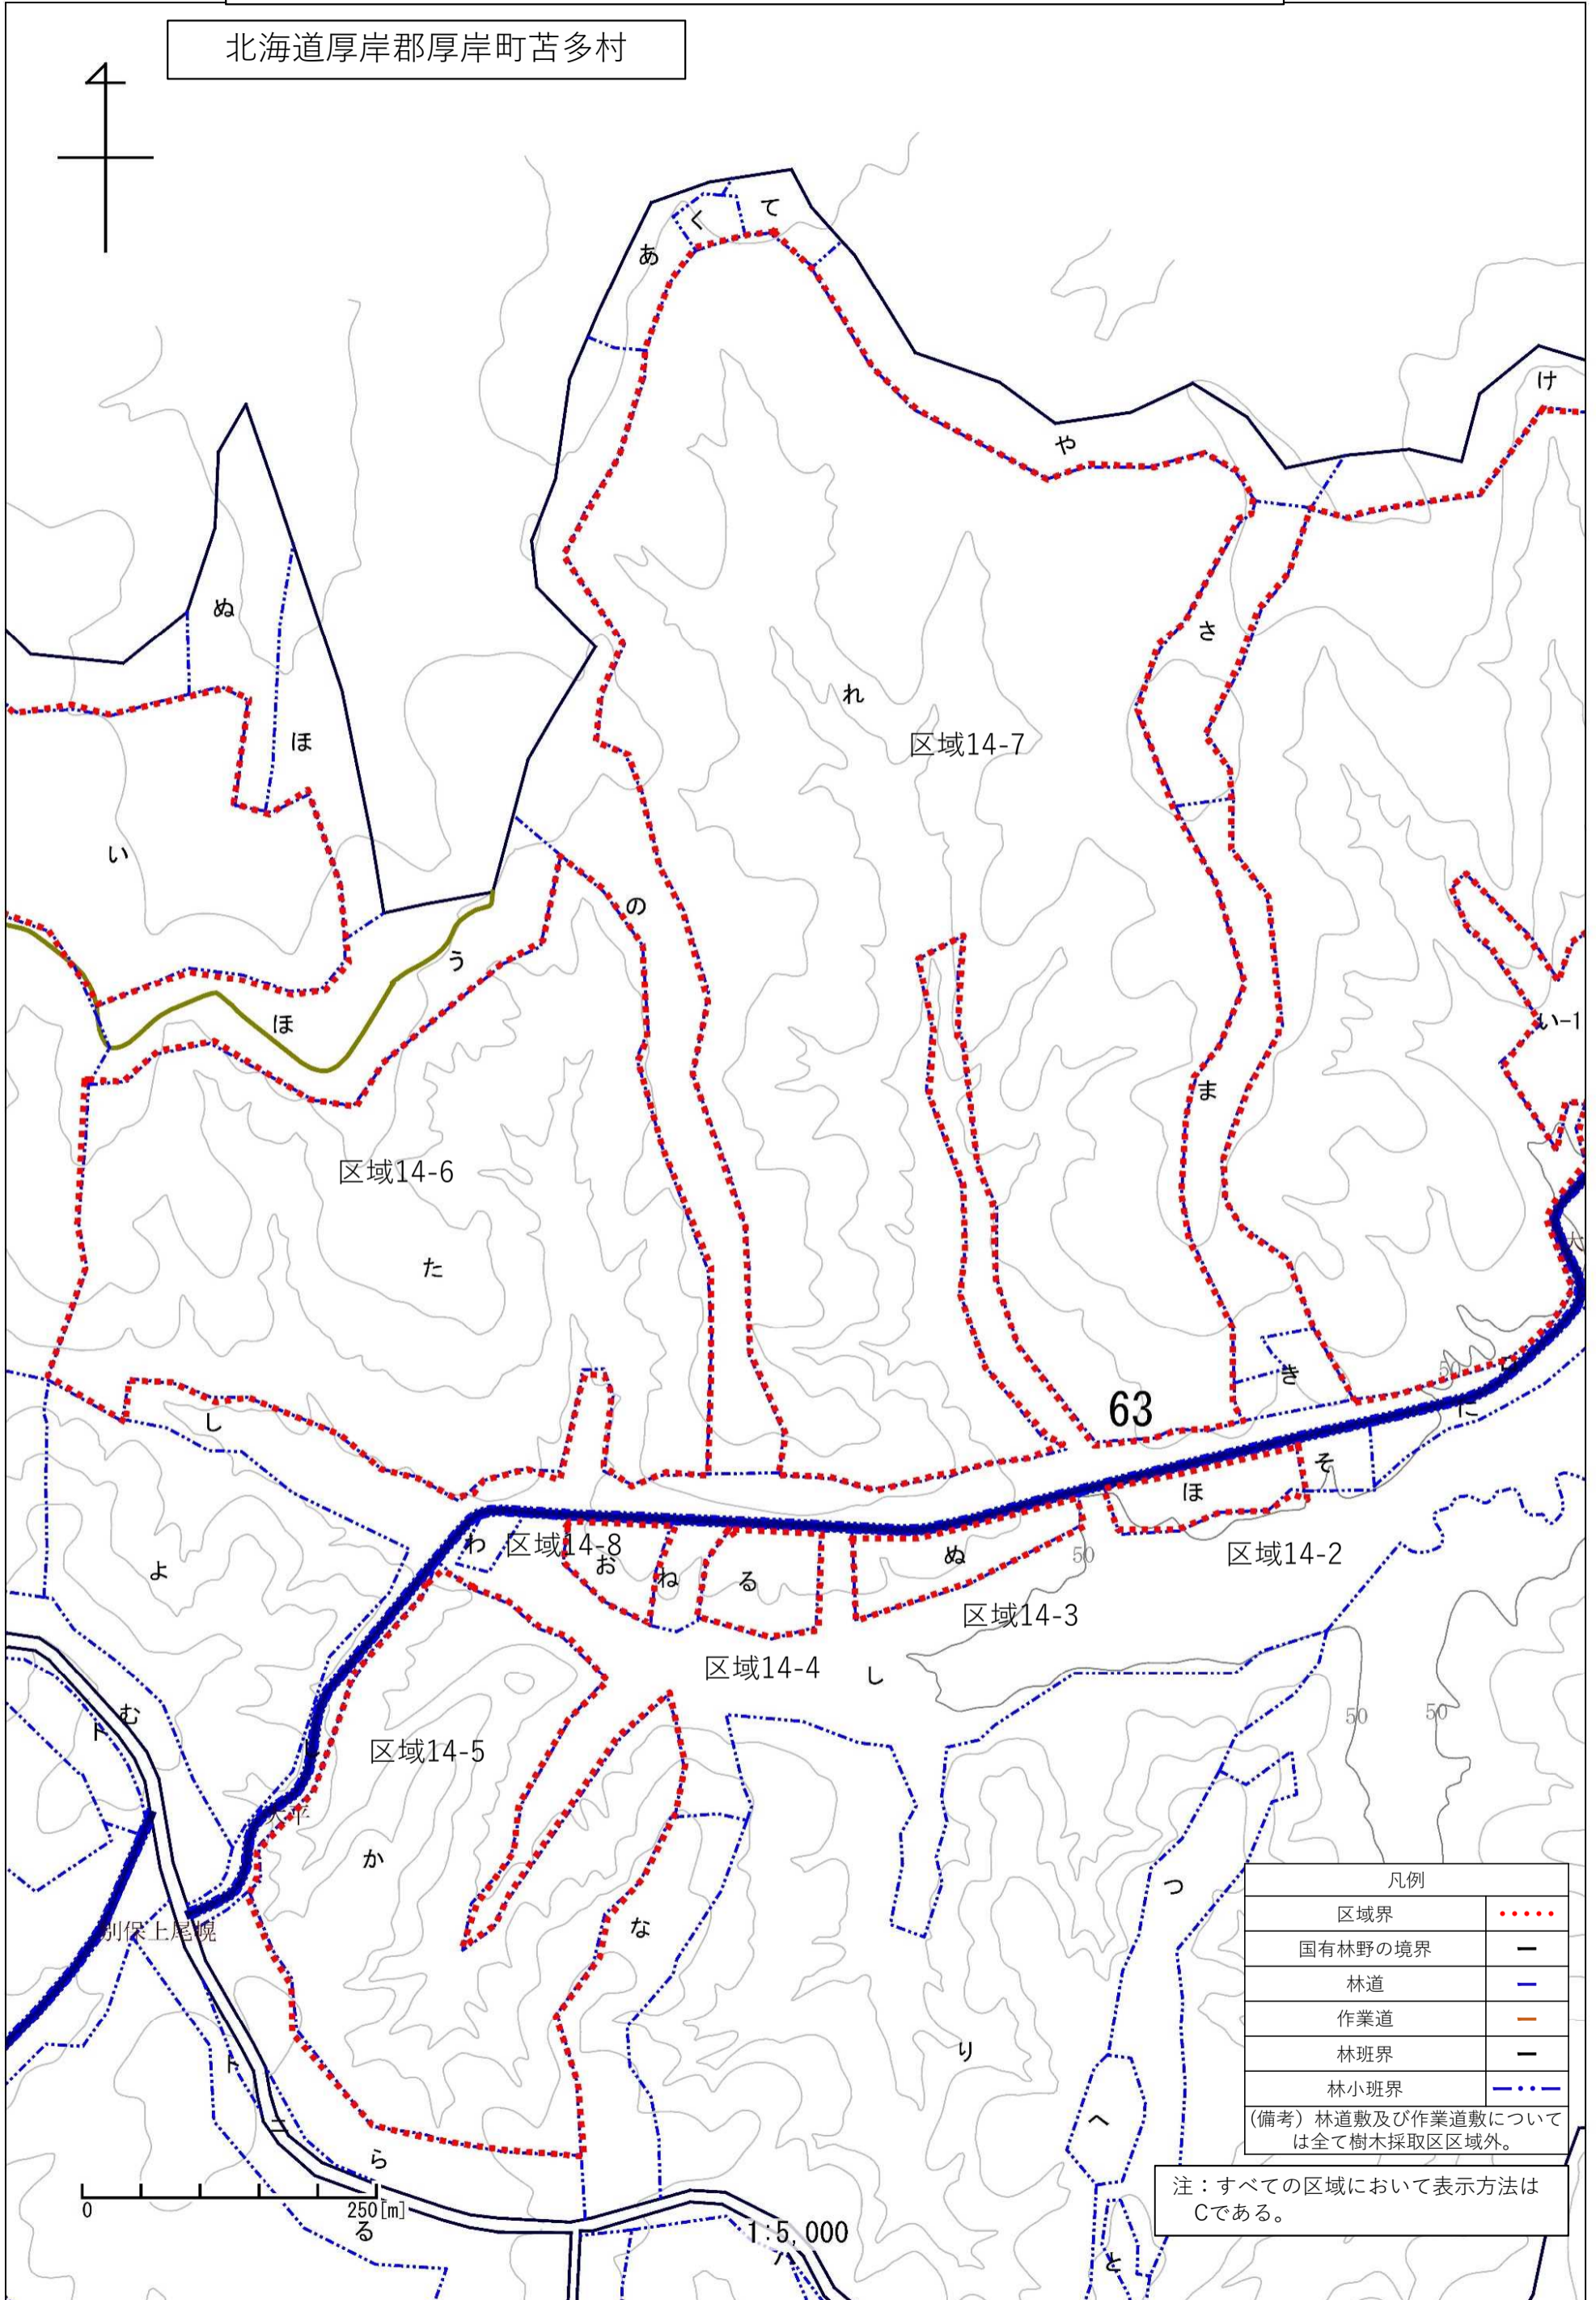 北海道厚岸郡厚岸町苫多村
て
く
あ
け
や
ぬ
さ
れ
ほ
区域14-7
い
の
う
ほ
い-1
ま
区域14-6
た
50
き
63
に
し
そ
ほ
わ
区域14-8
ぬ
区域14-2
50
お
ね
る
よ
区域14-3
区域14-4
し
む
ト
50
50
区域14-5
太平
か
つ
な
別保上尾幌
り
ト
へ
ニ
ら
凡例
区域界
国有林野の境界
林道
作業道
林班界
林小班界
(備考) 林道敷及び作業道敷について
は全て樹木採取区区域外。
注：すべての区域において表示方法は
Cである。
0
250[m]
る
1:5,000
と